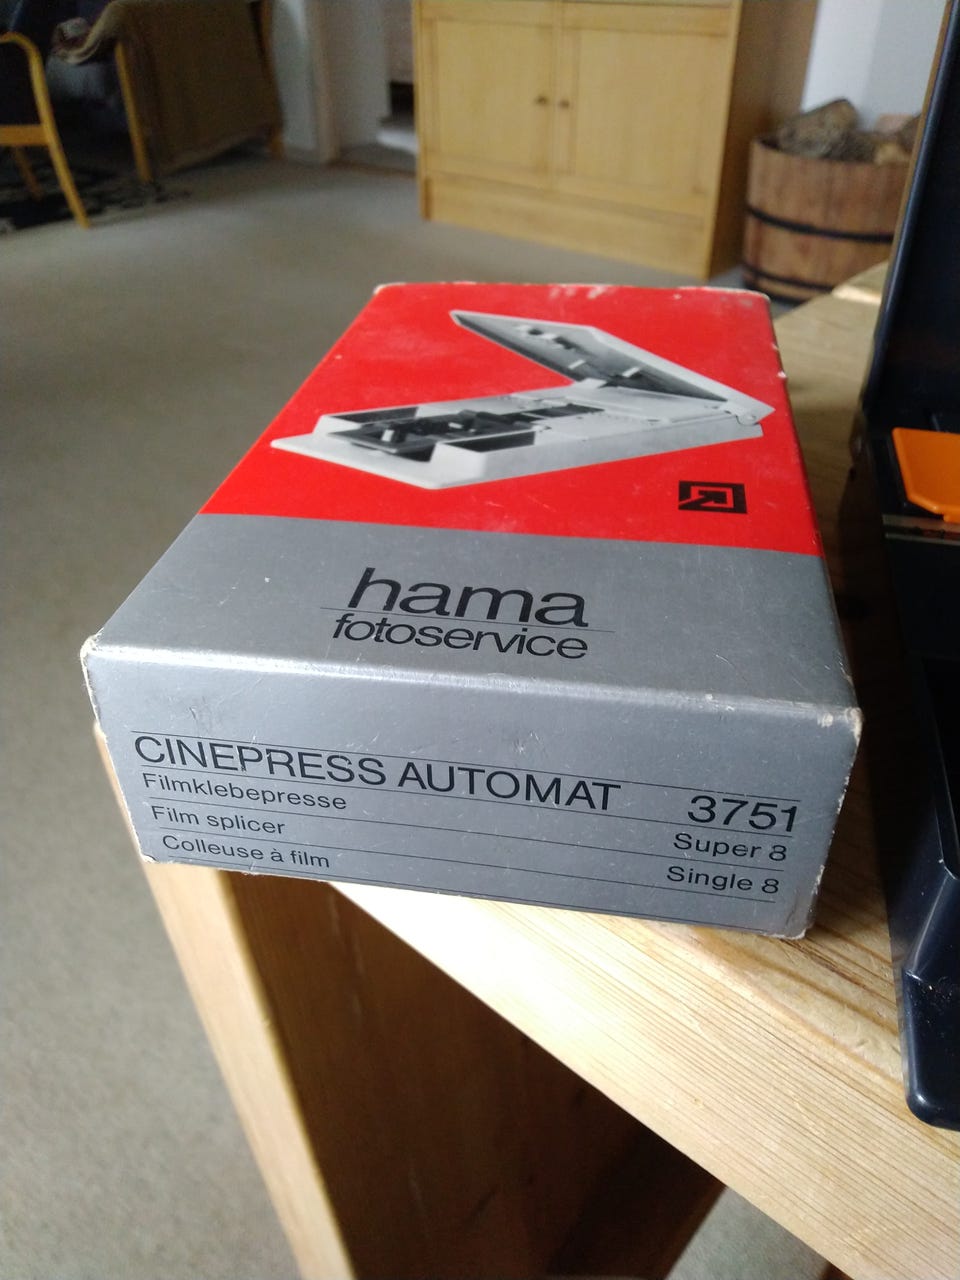 hama
fotoservice
CINEPRESS AUTOMAT 3751
Filmklebepresse Super 8
Film splicer Single 8
Colleuse à film